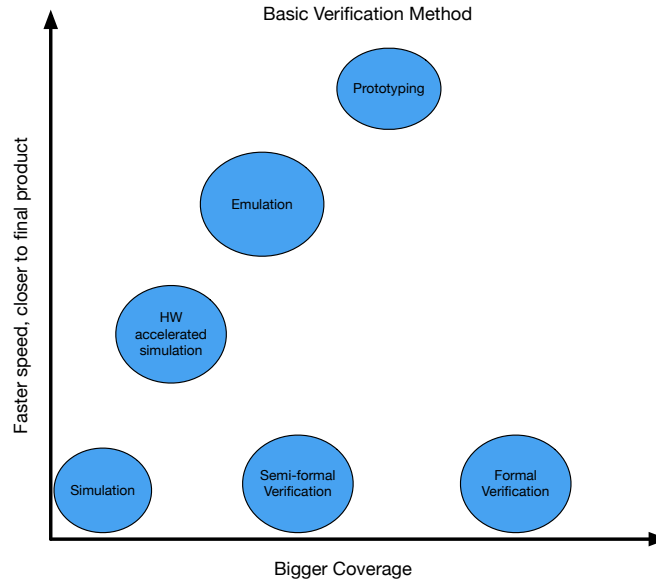 Basic Verification Method
Prototyping
Emulation
HW
accelerated
simulation
Simulation
Semi-formal
Verification
Formal
Verification
Faster speed, closer to final product
Bigger Coverage